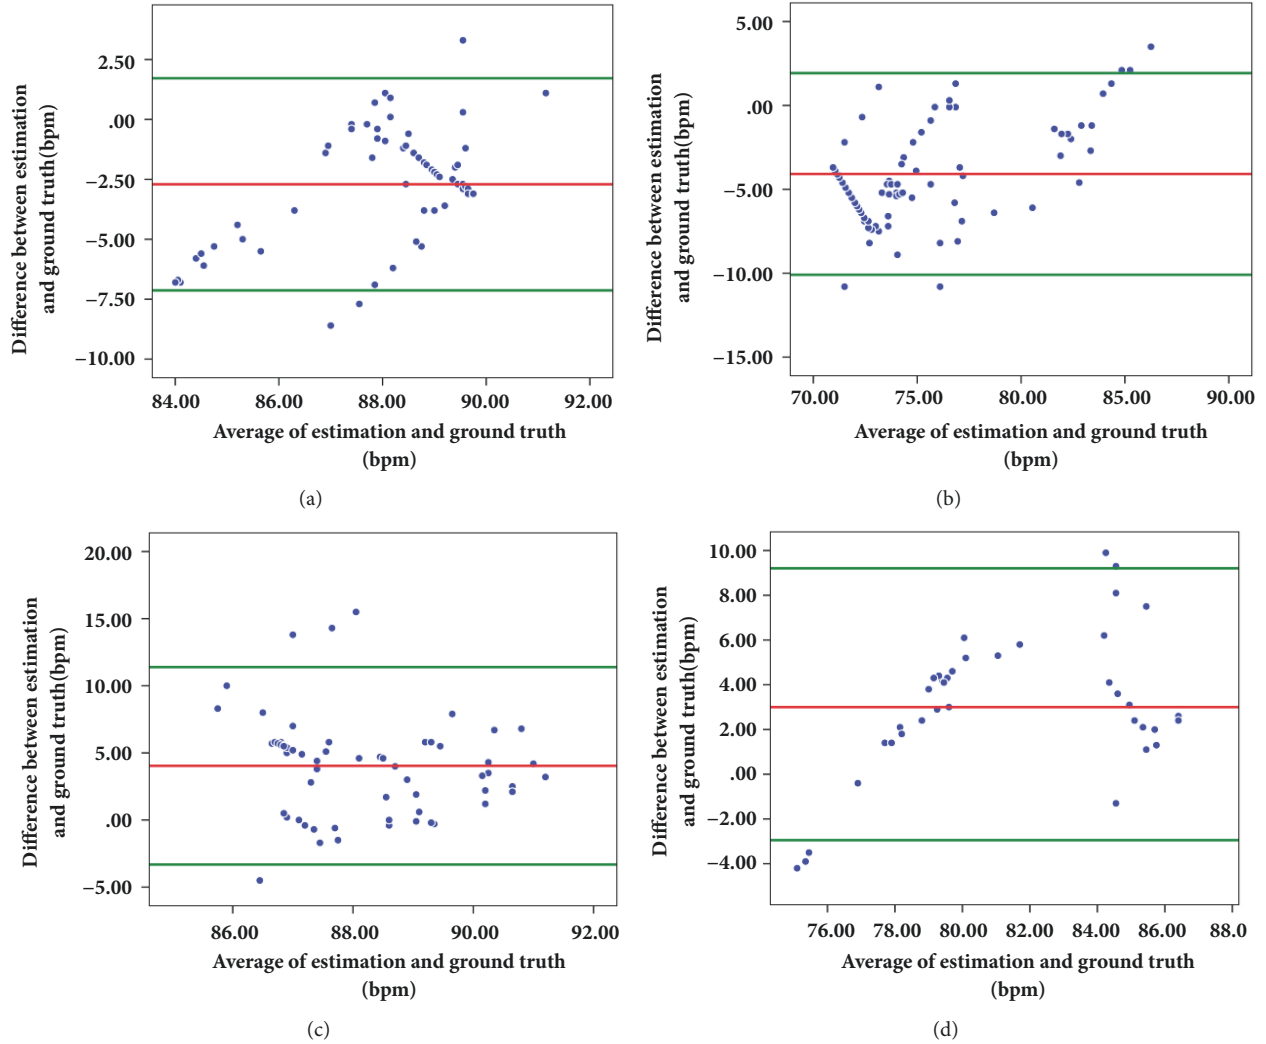 Difference between estimation
and ground truth(bpm)
2.50
.00
−2.50
−5.00
−7.50
−10.00
84.00 86.00 88.00 90.00 92.00
Average of estimation and ground truth
(bpm)
(a)
Difference between estimation
and ground truth(bpm)
5.00
.00
−5.00
−10.00
−15.00
70.00 75.00 80.00 85.00 90.00
Average of estimation and ground truth
(bpm)
(b)
Difference between estimation
and ground truth(bpm)
20.00
15.00
10.00
5.00
.00
−5.00
86.00 88.00 90.00 92.00
Average of estimation and ground truth
(bpm)
(c)
Difference between estimation
and ground truth(bpm)
10.00
8.00
6.00
4.00
2.00
.00
−2.00
−4.00
76.00 78.00 80.00 82.00 84.00 86.00 88.0
Average of estimation and ground truth
(bpm)
(d)